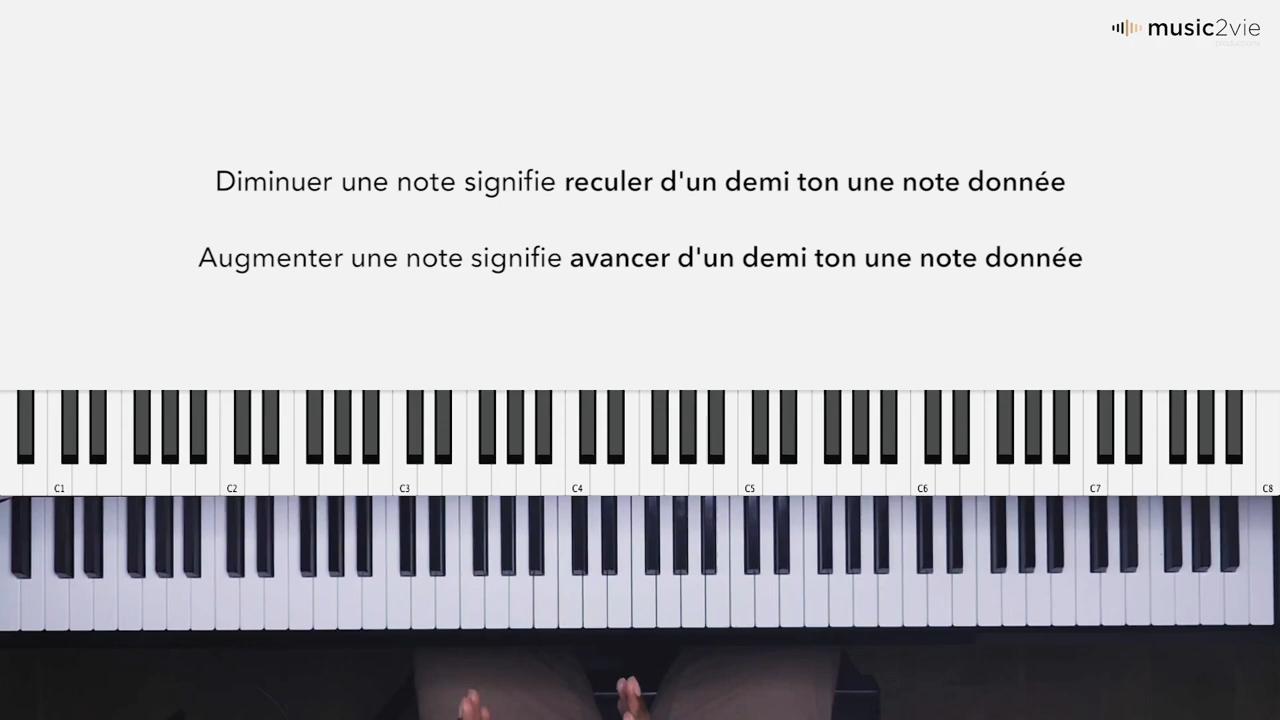 music2vie
productions
Diminuer une note signifie reculer d'un demi ton une note donnée
Augmenter une note signifie avancer d'un demi ton une note donnée
C1 C2 C3 C4 C5 C6 C7 C8